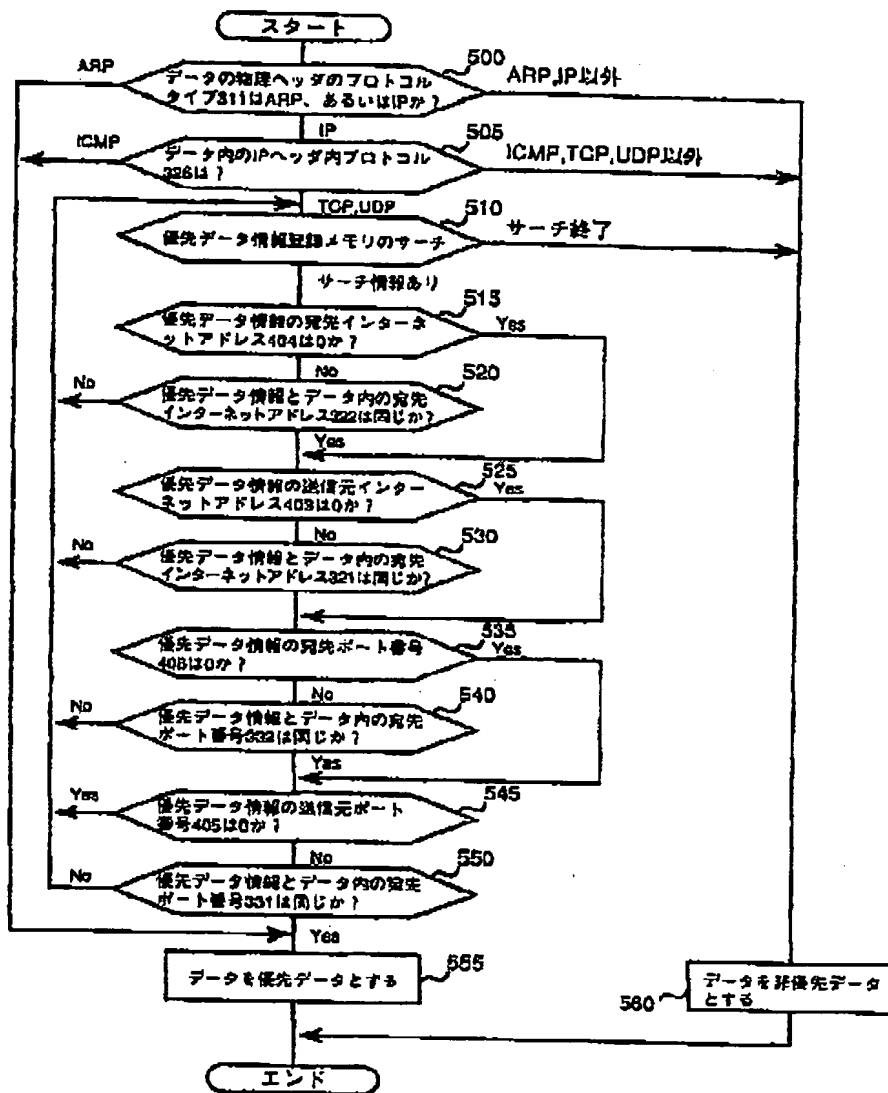 スタート
500
ARP
データの物理ヘッダのプロトコル
タイプ311はARP、あるいはIPか?
ARP,IP以外
IP
505
ICMP
データ内のIPヘッダ内プロトコル
326は?
ICMP,TCP,UDP以外
TCP,UDP
510
優先データ情報登録メモリのサーチ
サーチ終了
サーチ情報あり
515
優先データ情報の宛先インターネ
ットアドレス404は0か?
Yes
No
520
No
優先データ情報とデータ内の宛先
インターネットアドレス322は同じか?
Yes
525
優先データ情報の送信元インター
ネットアドレス403は0か?
Yes
No
530
No
優先データ情報とデータ内の宛先
インターネットアドレス321は同じか?
535
優先データ情報の宛先ポート番号
406は0か?
Yes
No
540
No
優先データ情報とデータ内の宛先
ポート番号332は同じか?
Yes
545
Yes
優先データ情報の送信元ポート
番号405は0か?
No
550
No
優先データ情報とデータ内の宛先
ポート番号331は同じか?
Yes
555
データを優先データとする
560
データを非優先データ
とする
エンド